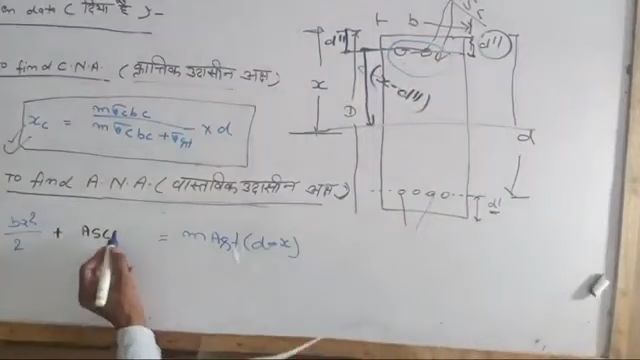 on data ( दिया है ) :-
To find C.N.A. ( क्रान्तिक उदासीन अक्ष )
xc = mσcbc / mσcbc + σst × d
To find A.N.A. ( वास्तविक उदासीन अक्ष )
bx²/2 + Asc = mAst (d-x)
b
d''
d''
x
D
(x-d'')
d
d'